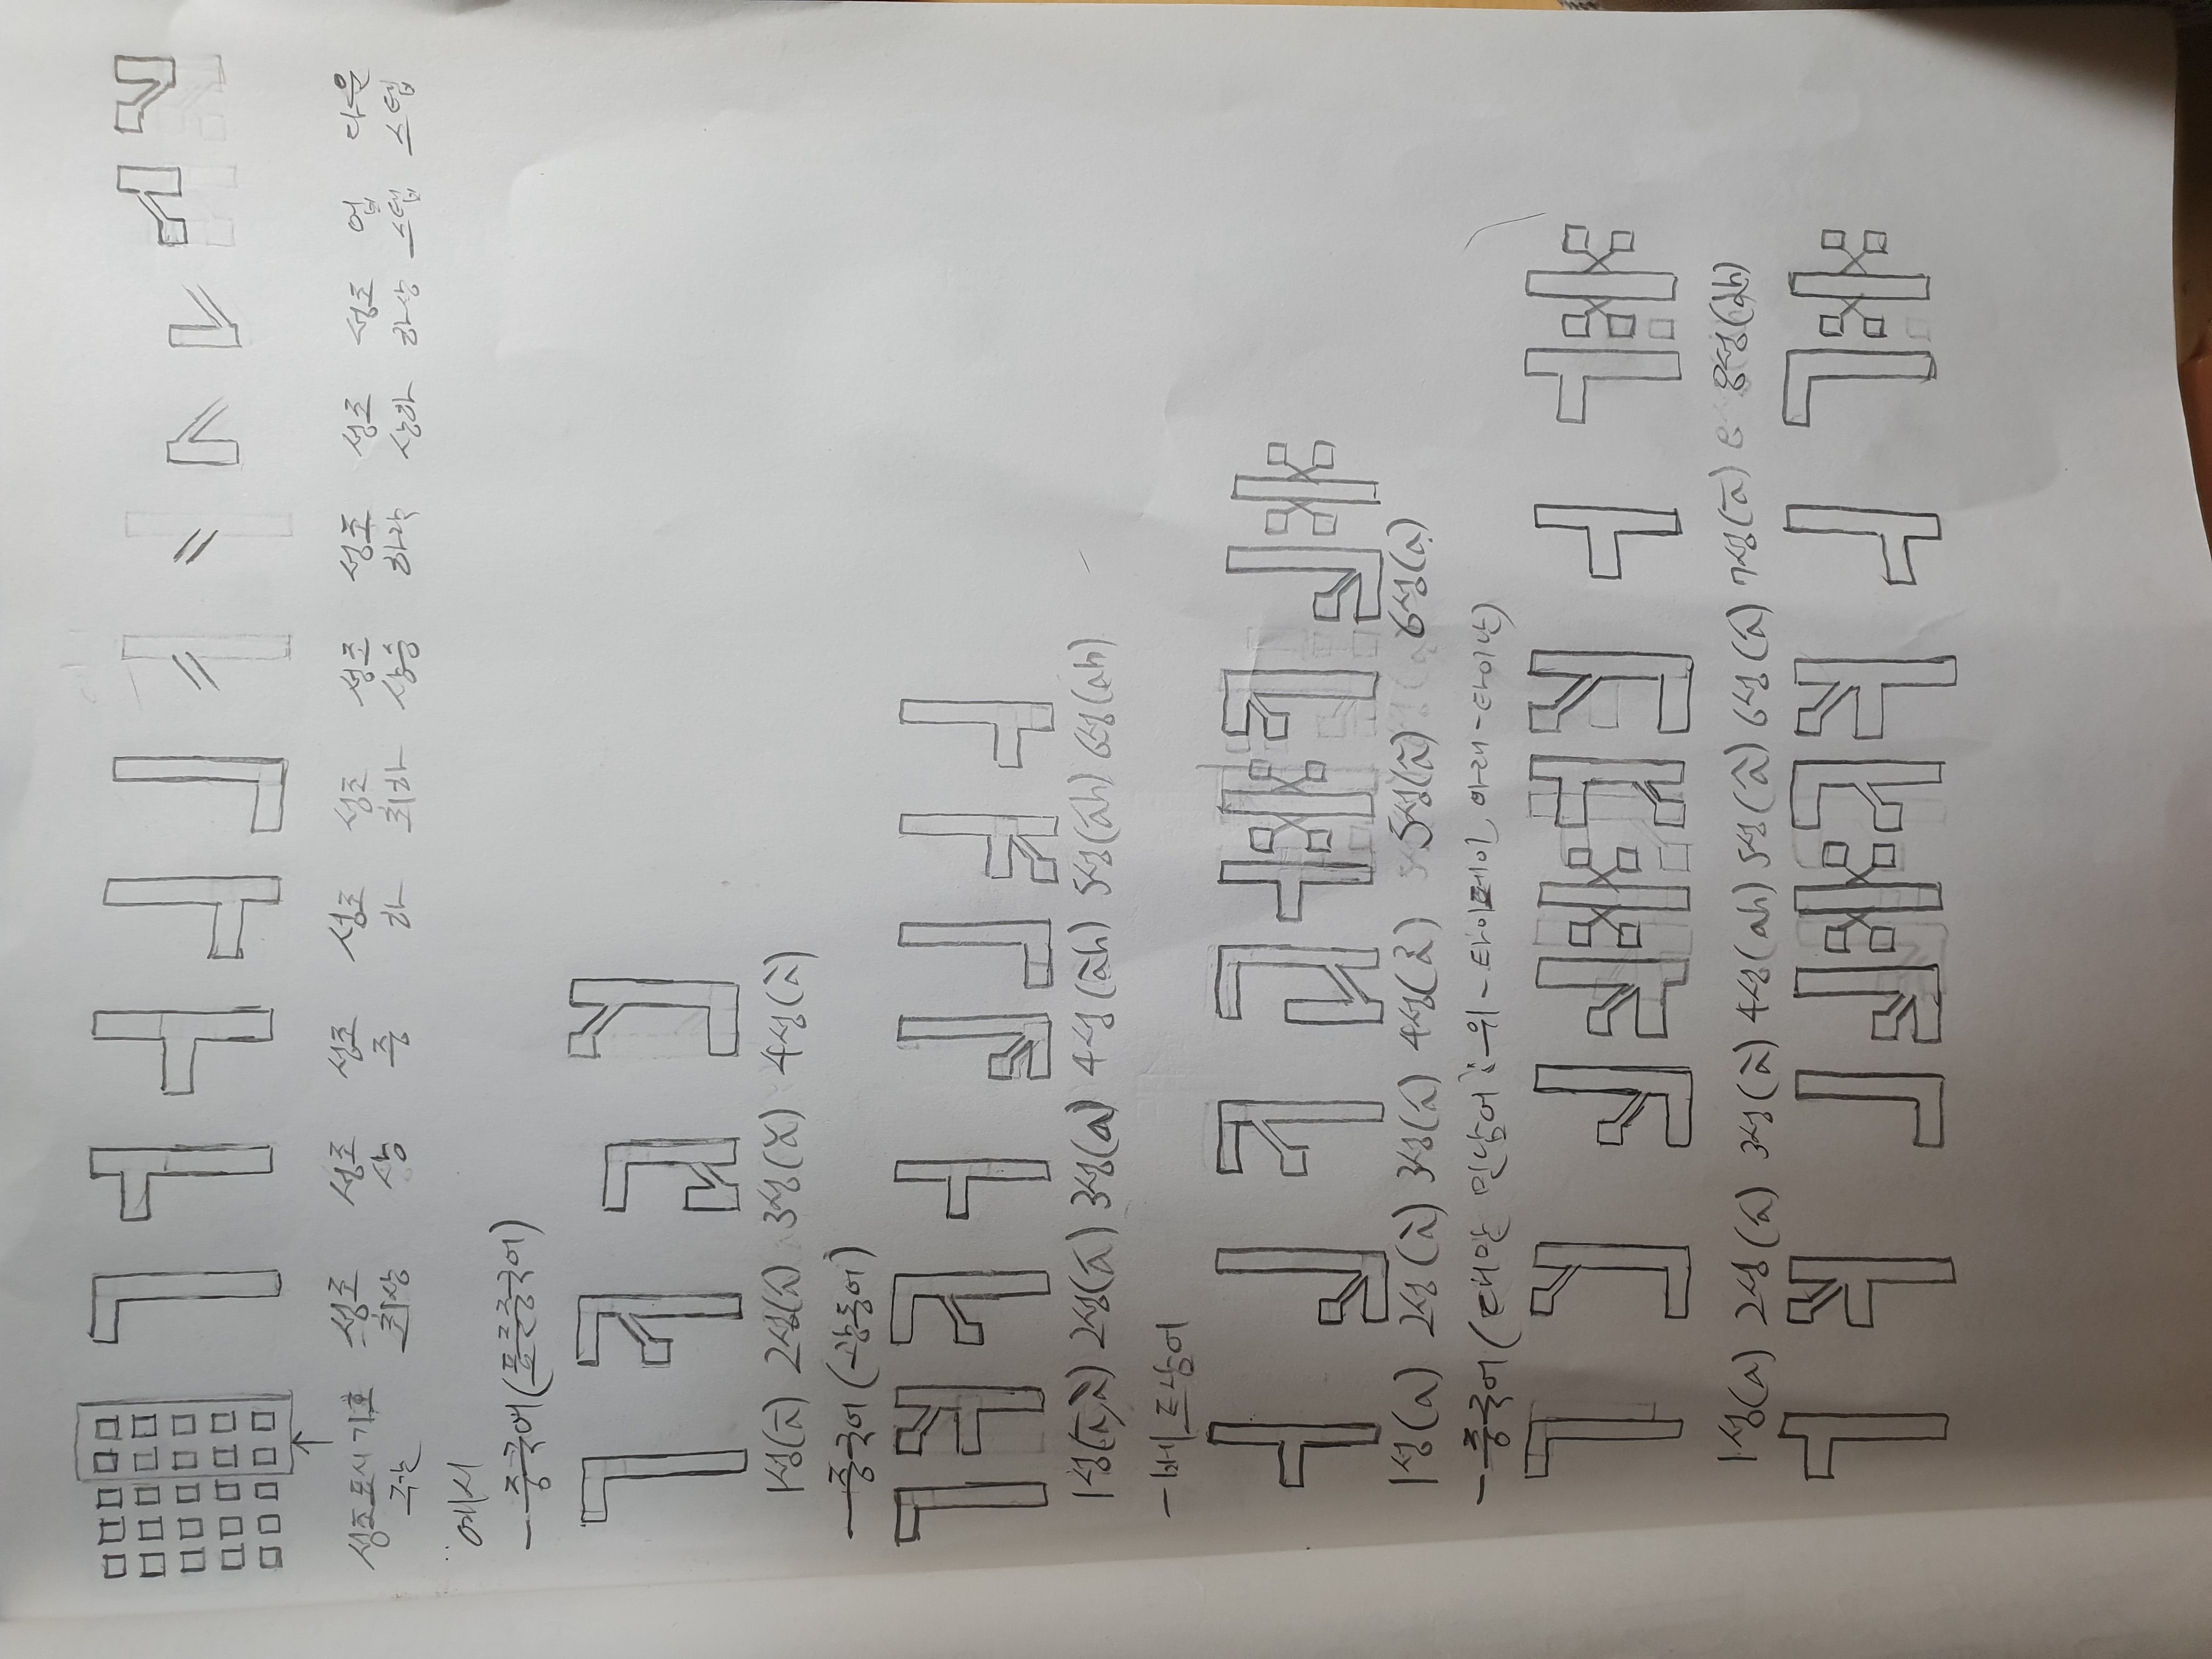 성조표시기호 성조 성조 성조 성조 성조 성조 성조 성조 성조 업 다운
구간 최상 상 중 하 최하 상승 하락 상하 하상 스텝 스텝
예시
-중국어(표준중국어)
1성(ā) 2성(á) 3성(ǎ) 4성(à)
-중국어(광동어)
1성(ā,à) 2성(á) 3성(a) 4성(àh) 5성(áh) 6성(ah)
-베트남어
1성(a) 2성(à) 3성(á) 4성(ả) 5성(ã) 6성(ạ)
-중국어(대만 민남어: 위-타이페이, 아래-타이난)
1성(a) 2성(á) 3성(à) 4성(ah) 5성(â) 6성(á) 7성(ā) 8성(a̍h)